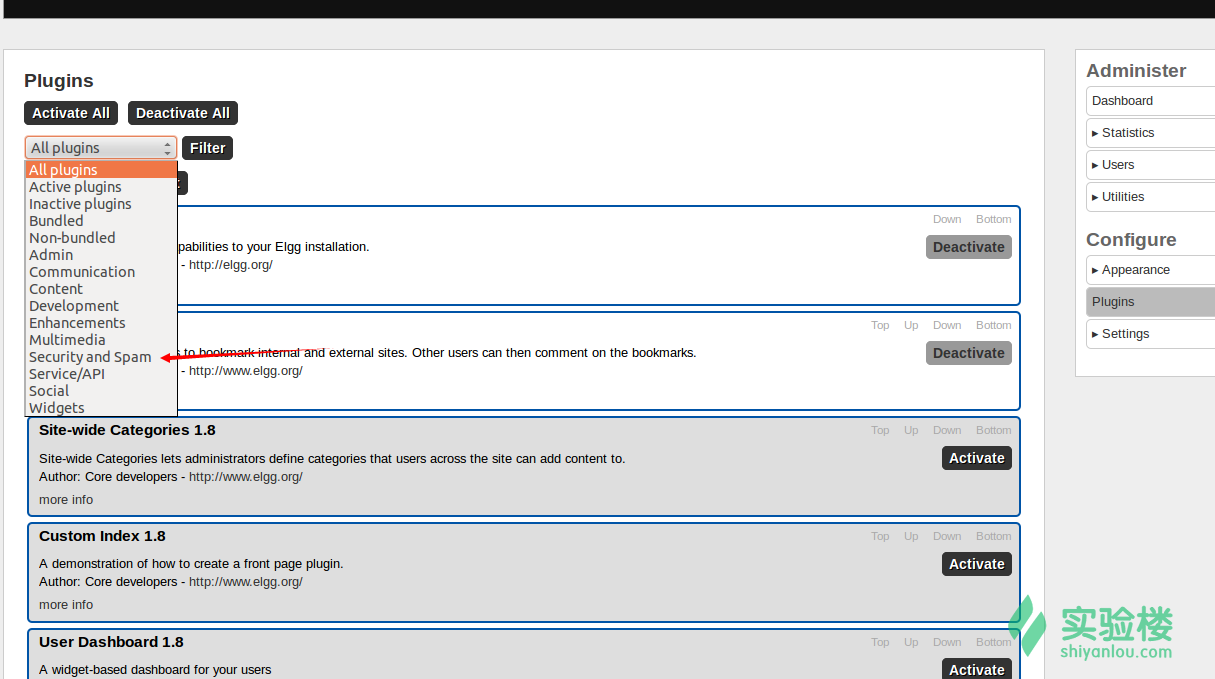 Plugins
Activate All Deactivate All
All plugins Filter
All plugins
Active plugins
Inactive plugins
Bundled
Non-bundled
Admin
Communication
Content
Development
Enhancements
Multimedia
Security and Spam
Service/API
Social
Widgets
Down Bottom
pabilities to your Elgg installation.
- http://elgg.org/
Deactivate
Top Up Down Bottom
s to bookmark internal and external sites. Other users can then comment on the bookmarks.
- http://www.elgg.org/
Deactivate
Site-wide Categories 1.8
Top Up Down Bottom
Site-wide Categories lets administrators define categories that users across the site can add content to.
Author: Core developers - http://www.elgg.org/
more info
Activate
Custom Index 1.8
Top Up Down Bottom
A demonstration of how to create a front page plugin.
Author: Core developers - http://www.elgg.org/
more info
Activate
User Dashboard 1.8
Top Up Down Bottom
A widget-based dashboard for your users
Activate
Administer
Dashboard
▸ Statistics
▸ Users
▸ Utilities
Configure
▸ Appearance
Plugins
▸ Settings
实验楼
shiyanlou.com